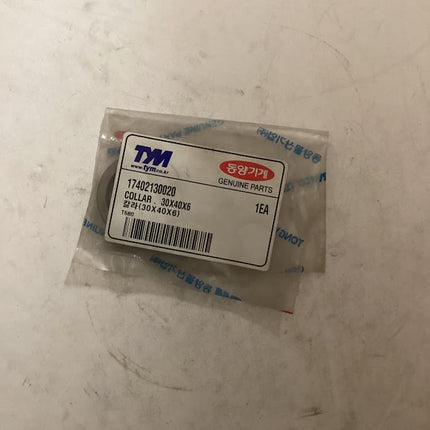 TYM
www.tym.co.kr
동양기계
GENUINE PARTS
17402130020
COLLAR . 30X40X6
1EA
칼라(30X40X6)
T580